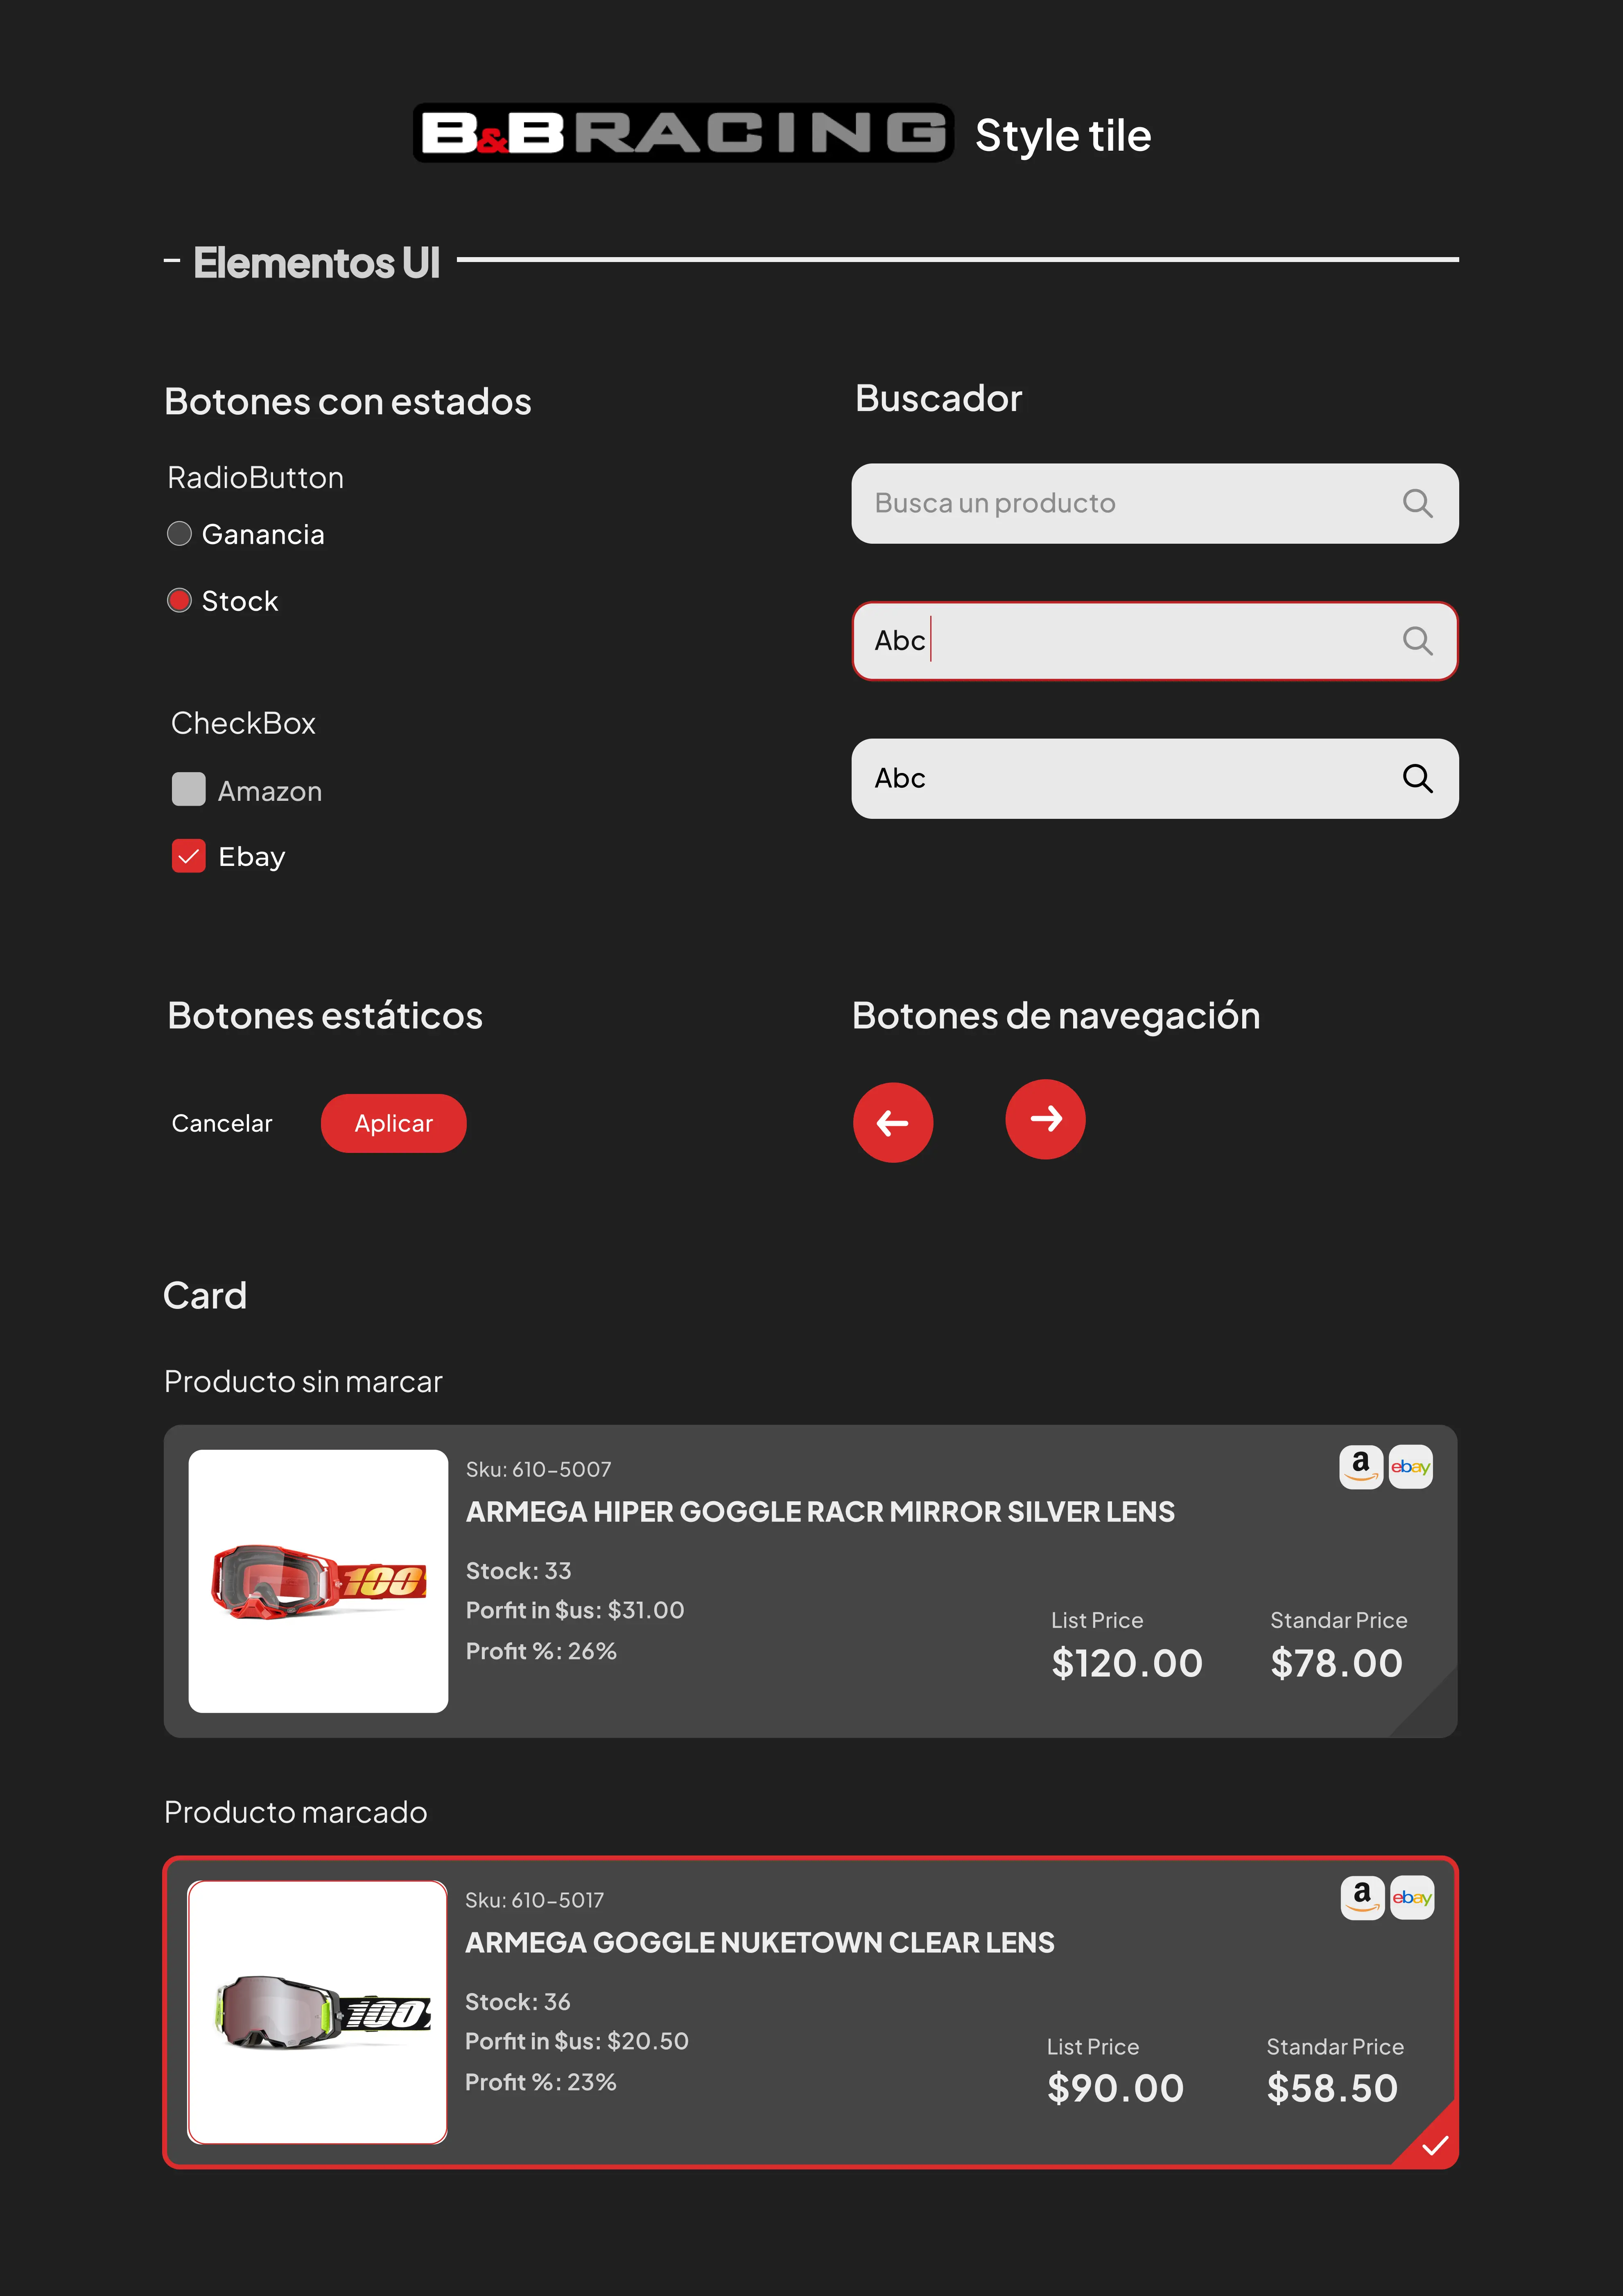 B&BRACING Style tile
Elementos UI
Botones con estados
RadioButton
Ganancia
Stock
CheckBox
Amazon
Ebay
Buscador
Busca un producto
Abc
Abc
Botones estáticos
Cancelar Aplicar
Botones de navegación
Card
Producto sin marcar
Sku: 610-5007
a ebay
ARMEGA HIPER GOGGLE RACR MIRROR SILVER LENS
Stock: 33
Porfit in $us: $31.00
Profit %: 26%
List Price
$120.00
Standar Price
$78.00
100%
Producto marcado
Sku: 610-5017
a ebay
ARMEGA GOGGLE NUKETOWN CLEAR LENS
Stock: 36
Porfit in $us: $20.50
Profit %: 23%
List Price
$90.00
Standar Price
$58.50
100%